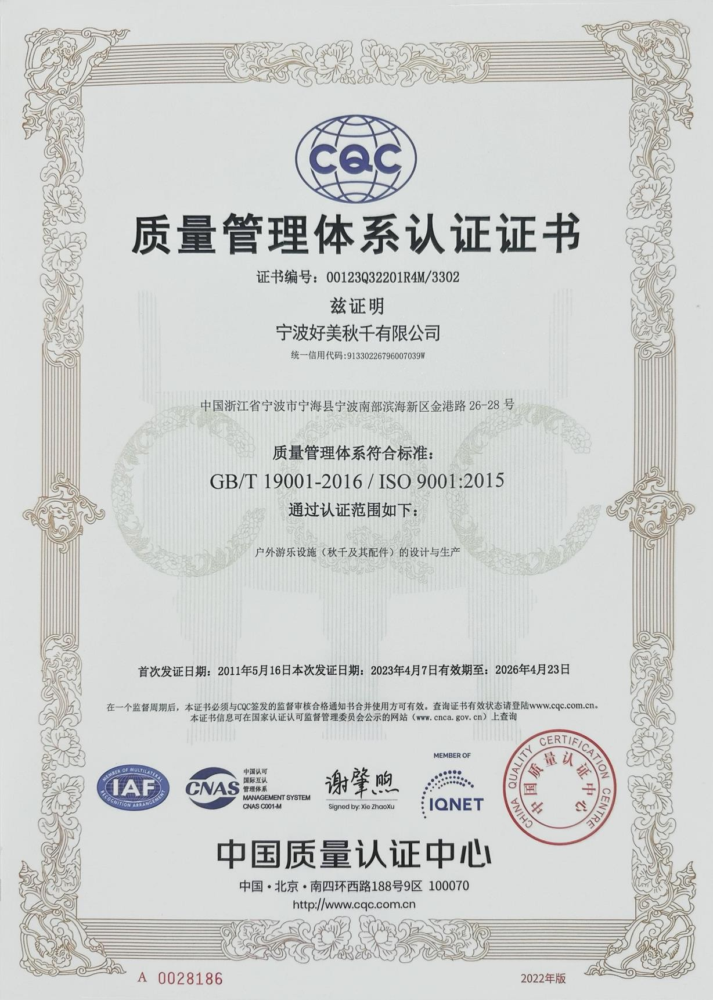 CQC
质量管理体系认证证书
证书编号：00123Q32201R4M/3302
兹证明
宁波好美秋千有限公司
统一信用代码:91330226796007039W
中国浙江省宁波市宁海县宁波南部滨海新区金港路 26-28 号
质量管理体系符合标准：
GB/T 19001-2016 / ISO 9001:2015
通过认证范围如下：
户外游乐设施（秋千及其配件）的设计与生产
首次发证日期：2011年5月16日本次发证日期：2023年4月7日有效期至：2026年4月23日
在一个监督周期后，本证书必须与CQC签发的监督审核合格通知书合并使用方可有效。查询证书有效状态请登陆www.cqc.com.cn。
本证书信息可在国家认证认可监督管理委员会公示的网站（www.cnca.gov.cn）上查询
MEMBER OF MULTILATERAL
IAF
RECOGNITION ARRANGEMENT
CNAS
中国认可
国际互认
管理体系
MANAGEMENT SYSTEM
CNAS C001-M
谢肇煦
Signed by: Xie ZhaoXu
MEMBER OF
IQNET
CHINA QUALITY CERTIFICATION CENTRE
中国质量认证中心
中国质量认证中心
中国·北京·南四环西路188号9区 100070
http://www.cqc.com.cn
A 0028186
2022年版